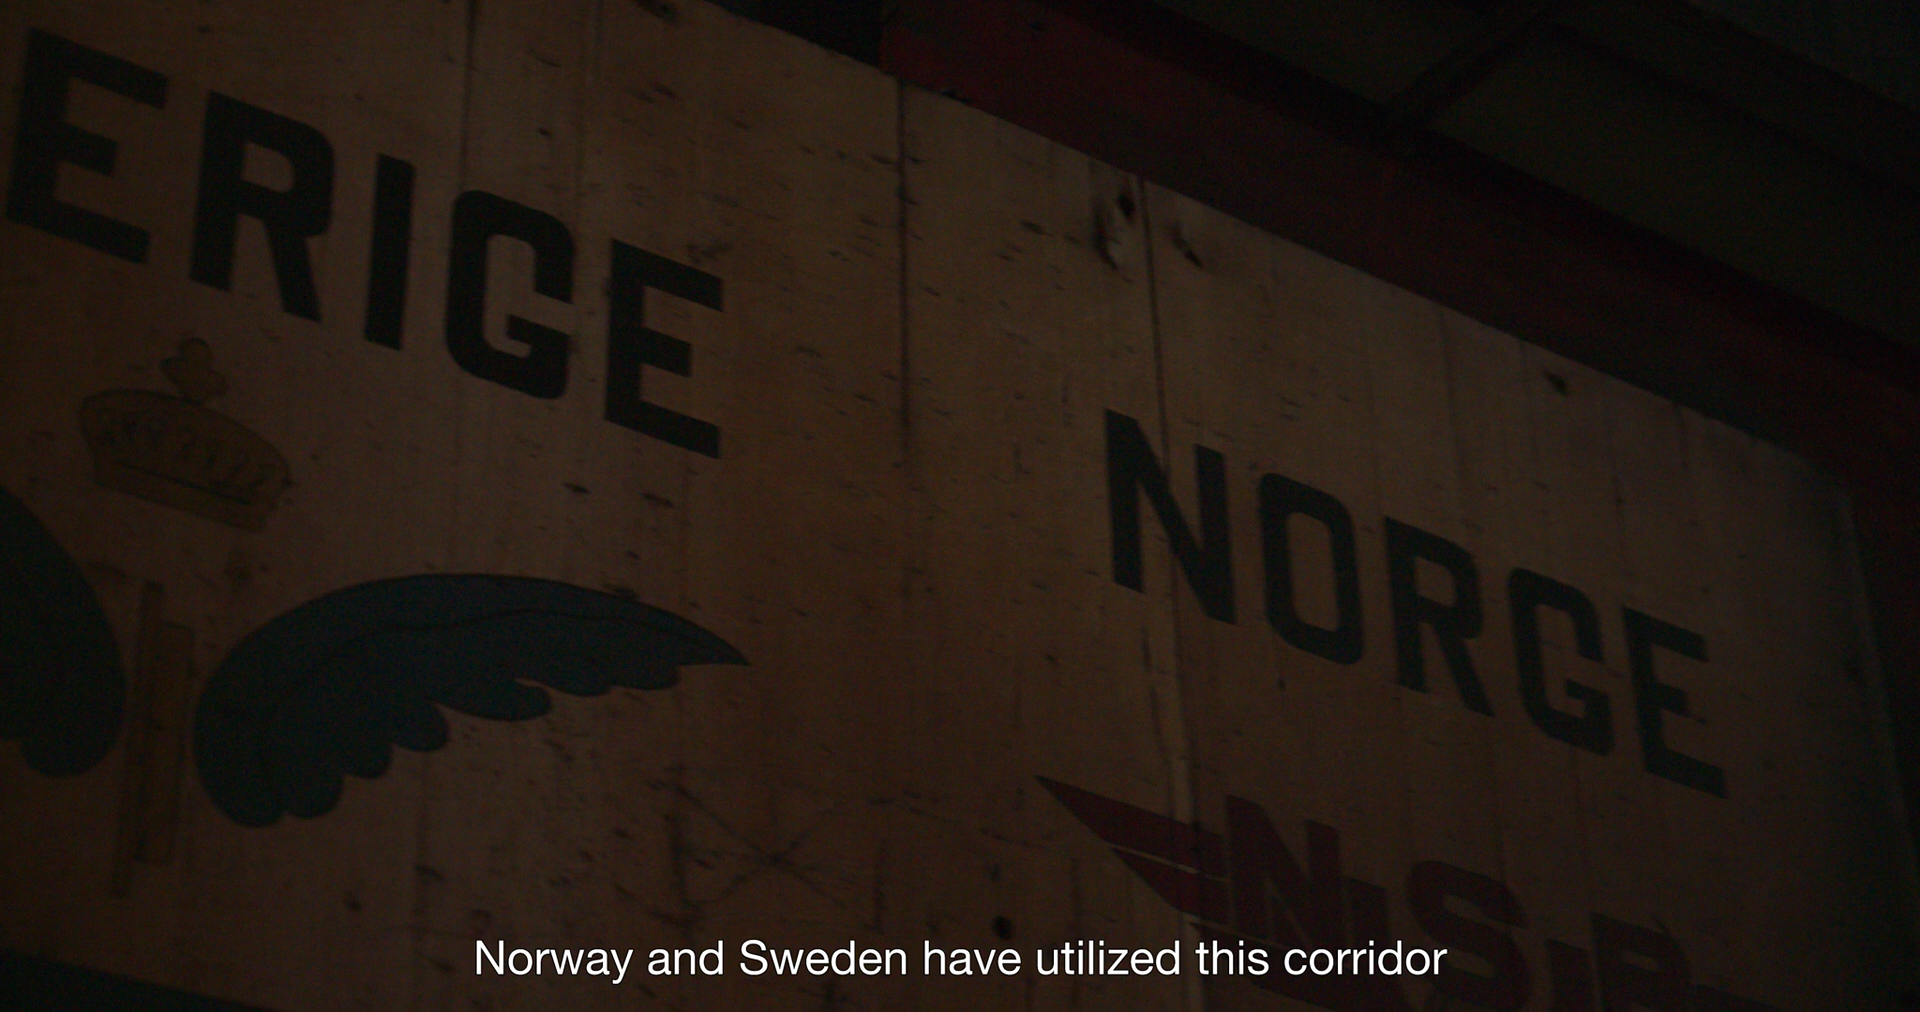 ERIGE
NORGE
N.S.B.
Norway and Sweden have utilized this corridor